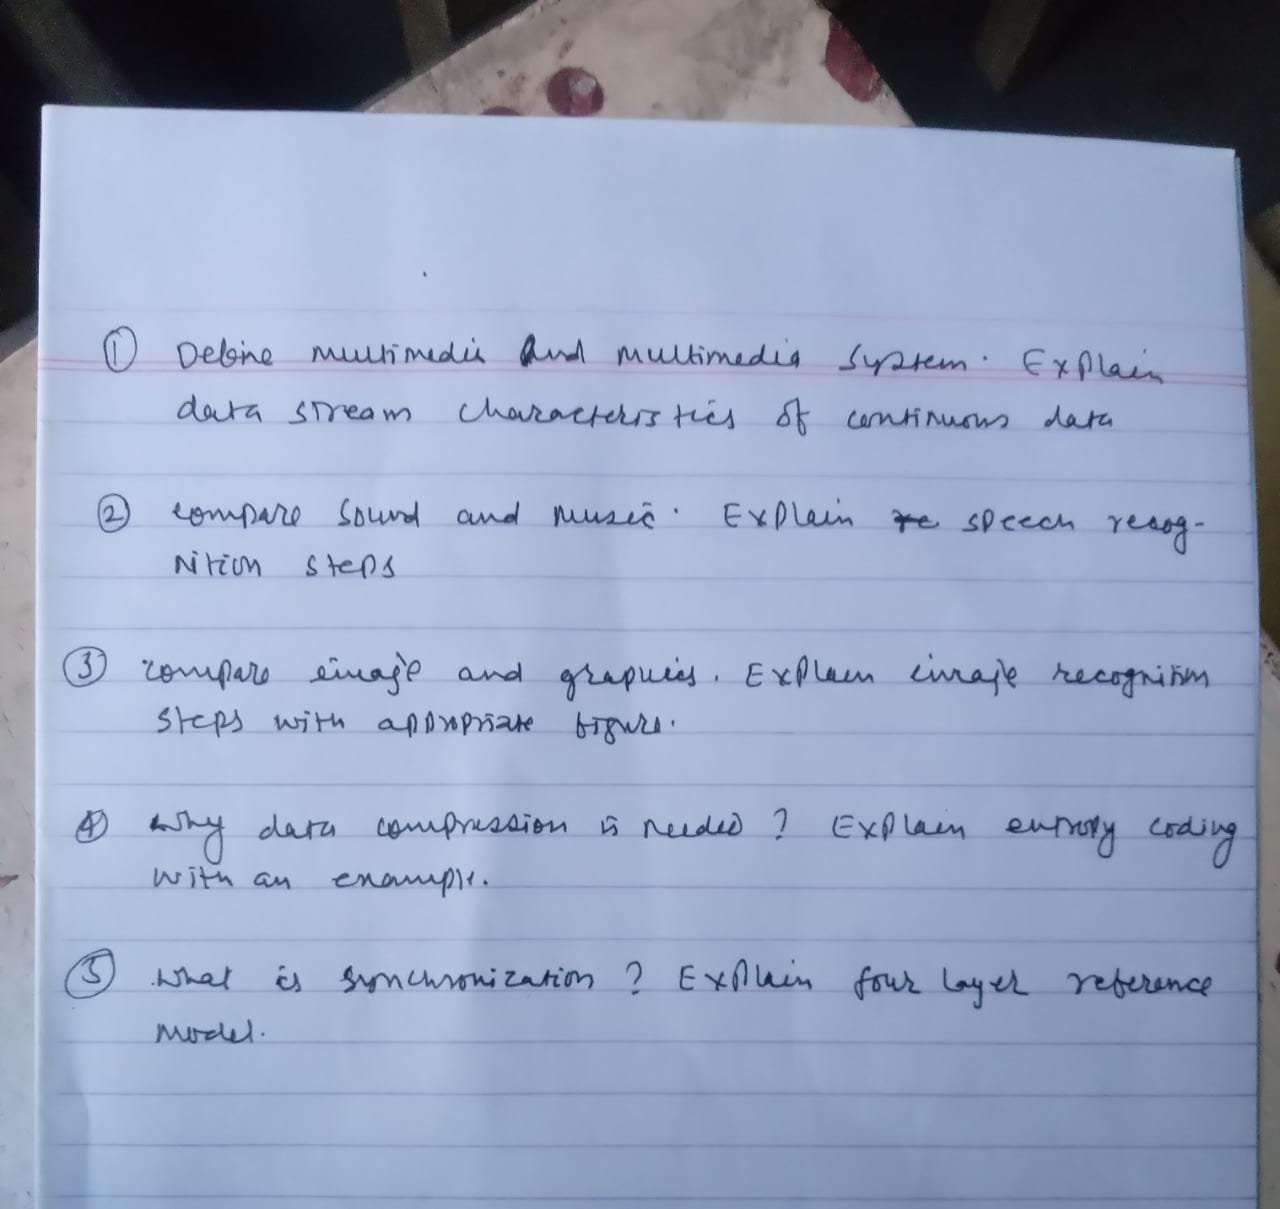 ① Define multimedia And multimedia system. Explain
data stream characteristics of continuous data
② compare sound and music. Explain speech recog-
nition steps
③ compare image and graphics. Explain image recognition
steps with appropriate figure.
④ why data compression is needed ? Explain entropy coding
with an example.
⑤ what is synchronization ? Explain four layer reference
model.